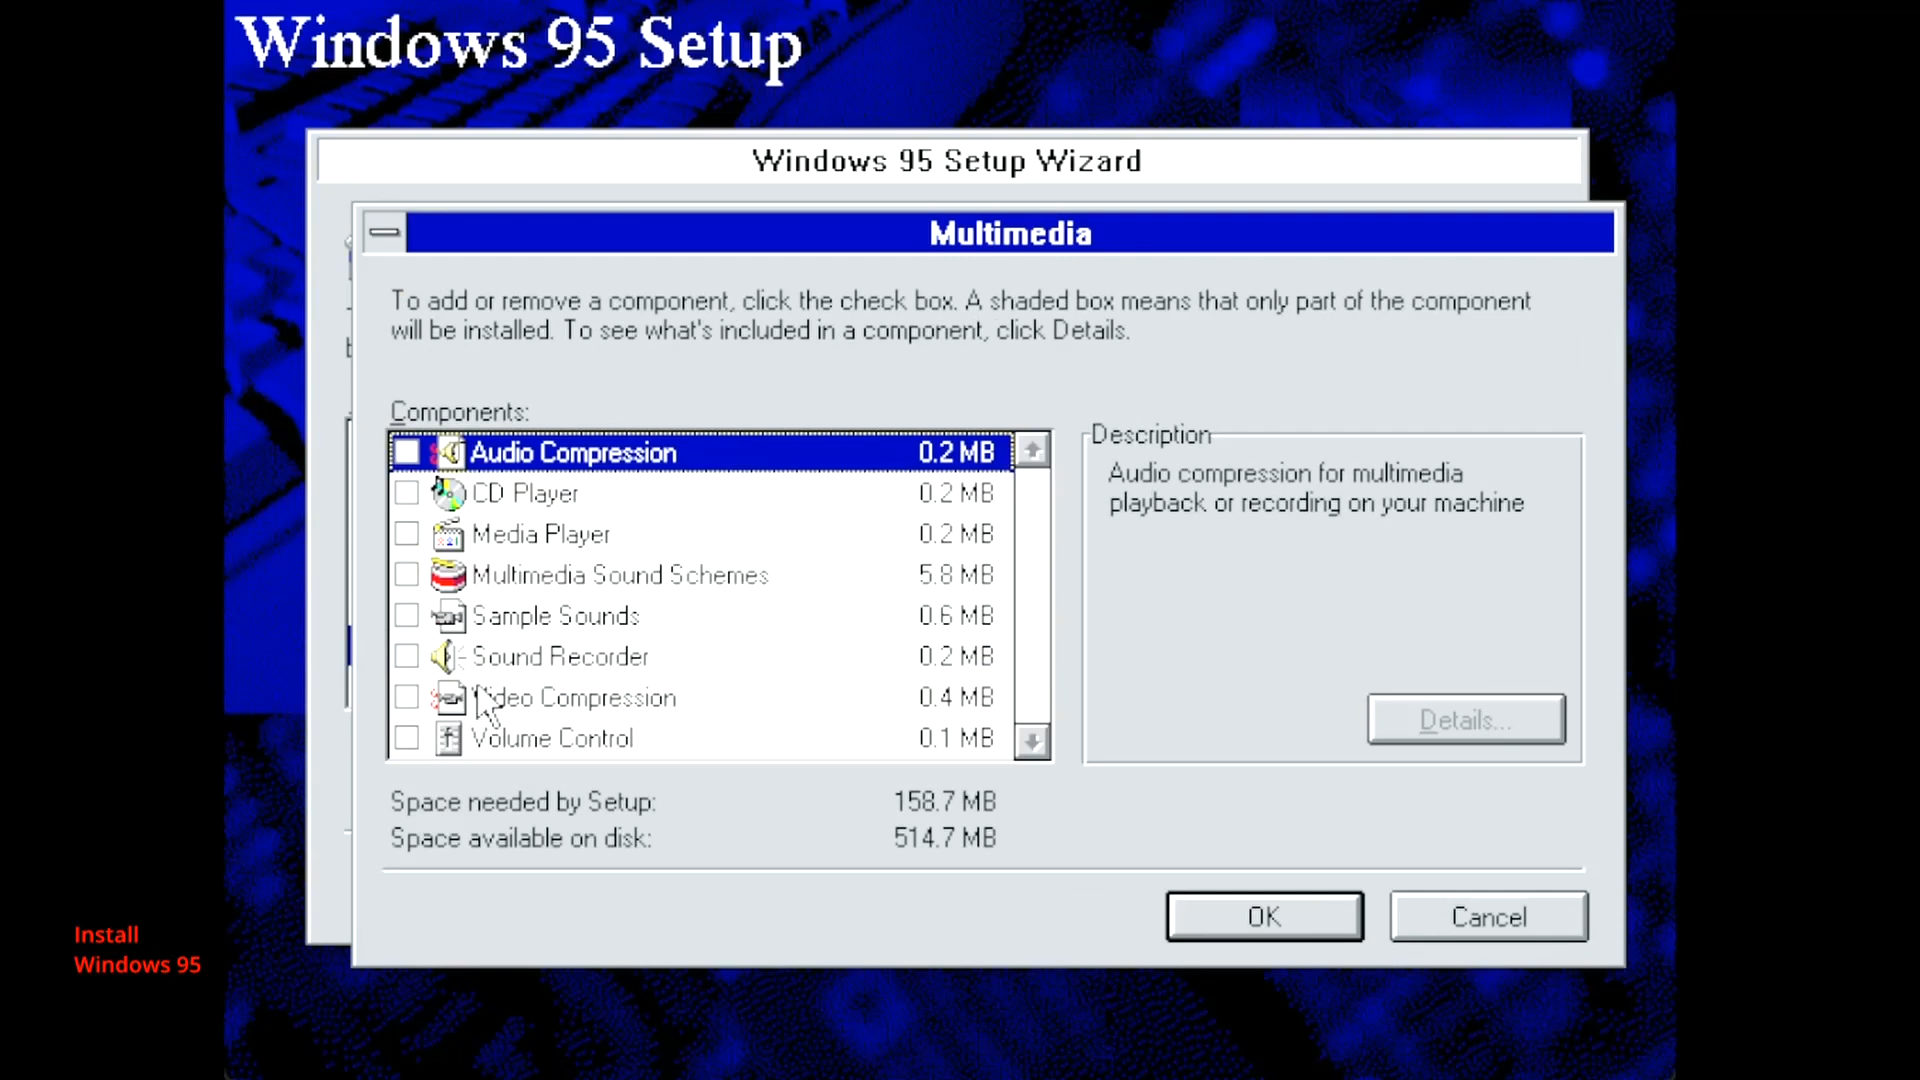 Windows 95 Setup
Windows 95 Setup Wizard
Multimedia
To add or remove a component, click the check box. A shaded box means that only part of the component
will be installed. To see what's included in a component, click Details.
Components:
Audio Compression 0.2 MB
CD Player 0.2 MB
Media Player 0.2 MB
Multimedia Sound Schemes 5.8 MB
Sample Sounds 0.6 MB
Sound Recorder 0.2 MB
Video Compression 0.4 MB
Volume Control 0.1 MB
Description
Audio compression for multimedia
playback or recording on your machine
Details...
Space needed by Setup: 158.7 MB
Space available on disk: 514.7 MB
OK Cancel
Install
Windows 95